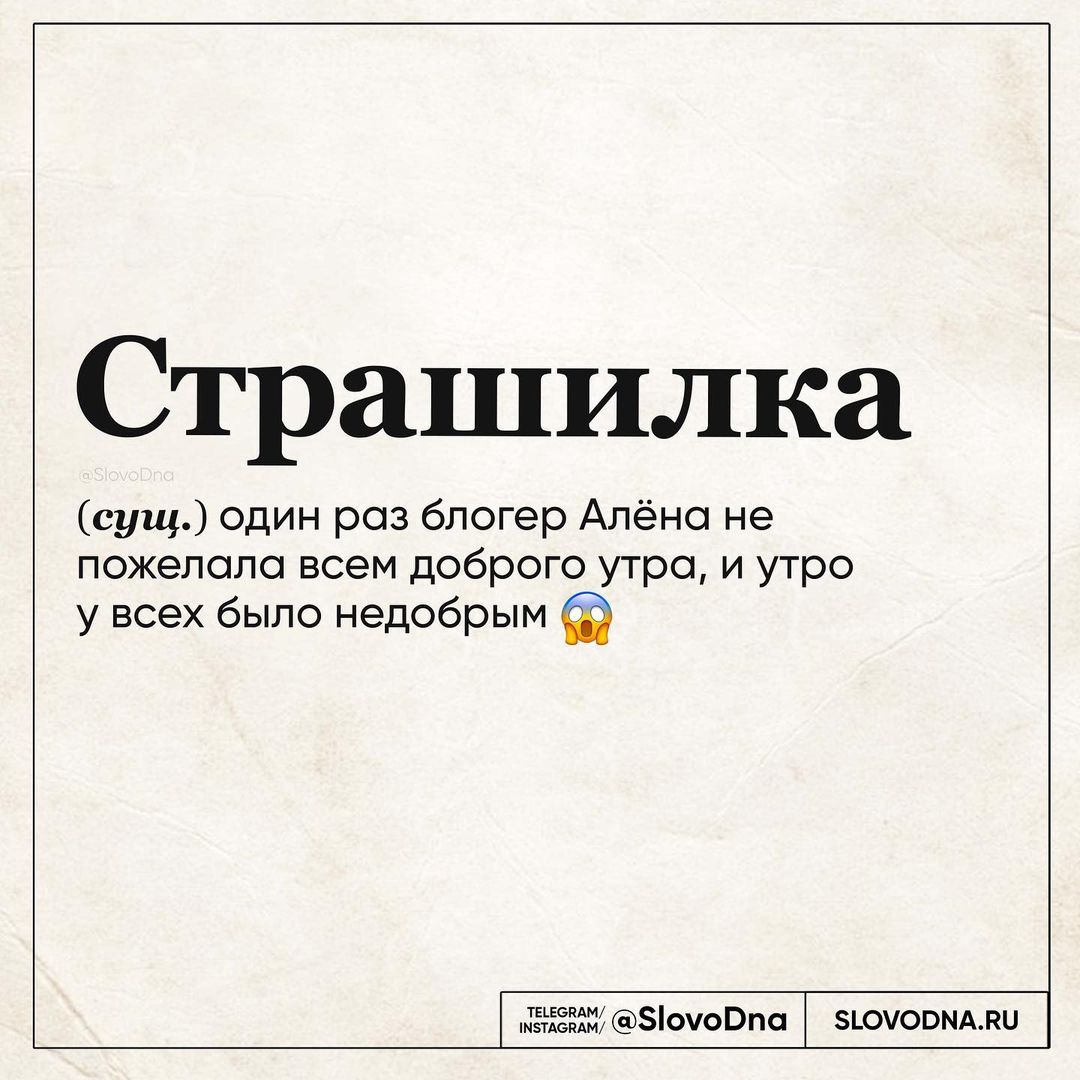 Страшилка
@SlovoDna
(сущ.) один раз блогер Алёна не
пожелала всем доброго утра, и утро
у всех было недобрым 😱
TELEGRAM/
INSTAGRAM/ @SlovoDna
SLOVODNA.RU